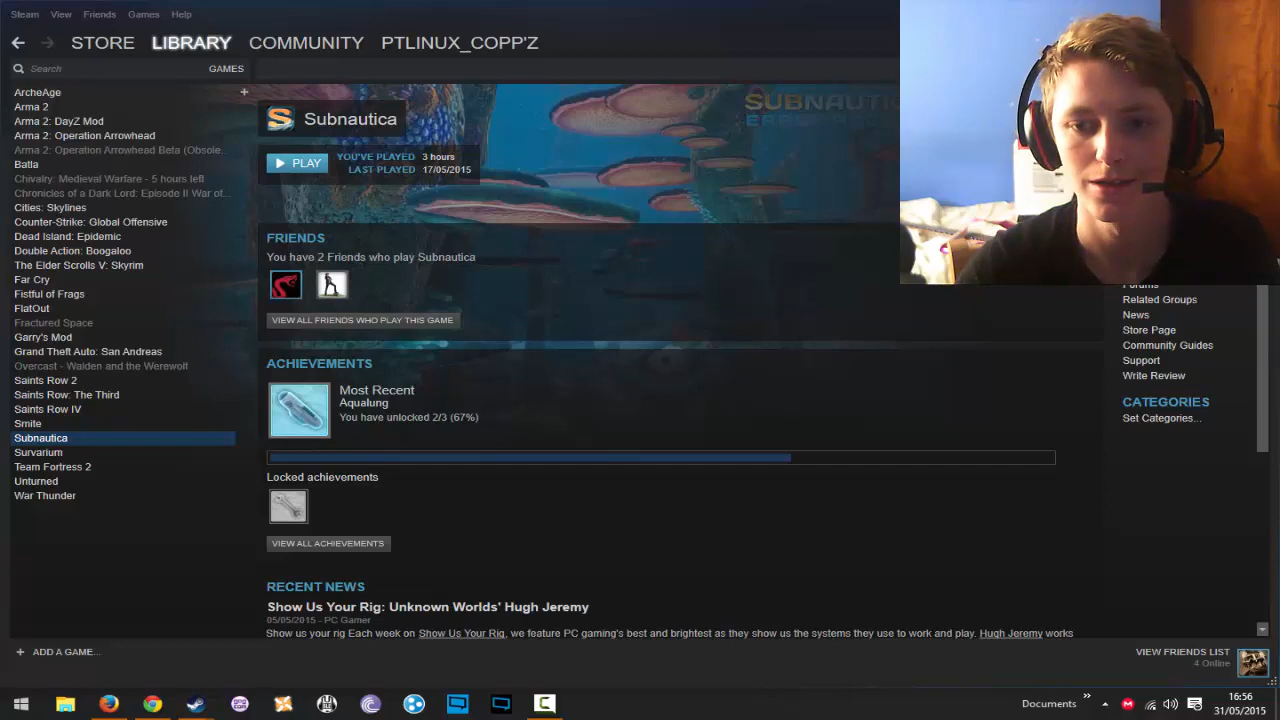 Steam View Friends Games Help
STORE LIBRARY COMMUNITY PTLINUX_COPP'Z
Search GAMES
ArcheAge
Arma 2
Arma 2: DayZ Mod
Arma 2: Operation Arrowhead
Arma 2: Operation Arrowhead Beta (Obsole...
Batla
Chivalry: Medieval Warfare - 5 hours left
Chronicles of a Dark Lord: Episode II War of...
Cities: Skylines
Counter-Strike: Global Offensive
Dead Island: Epidemic
Double Action: Boogaloo
The Elder Scrolls V: Skyrim
Far Cry
Fistful of Frags
FlatOut
Fractured Space
Garry's Mod
Grand Theft Auto: San Andreas
Overcast - Walden and the Werewolf
Saints Row 2
Saints Row: The Third
Saints Row IV
Smite
Subnautica
Survarium
Team Fortress 2
Unturned
War Thunder
+ ADD A GAME...
Subnautica
PLAY
YOU'VE PLAYED 3 hours
LAST PLAYED 17/05/2015
FRIENDS
You have 2 Friends who play Subnautica
VIEW ALL FRIENDS WHO PLAY THIS GAME
ACHIEVEMENTS
Most Recent
Aqualung
You have unlocked 2/3 (67%)
Locked achievements
VIEW ALL ACHIEVEMENTS
RECENT NEWS
Show Us Your Rig: Unknown Worlds' Hugh Jeremy
05/05/2015 - PC Gamer
Show us your rig Each week on Show Us Your Rig, we feature PC gaming's best and brightest as they show us the systems they use to work and play. Hugh Jeremy works
Forums
Related Groups
News
Store Page
Community Guides
Support
Write Review
CATEGORIES
Set Categories...
VIEW FRIENDS LIST
4 Online
Documents
16:56
31/05/2015